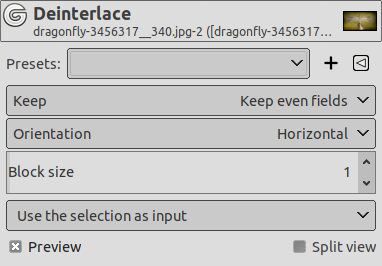 Deinterlace
dragonfly-3456317__340.jpg-2 ([dragonfly-3456317...
Presets:
Keep Keep even fields
Orientation Horizontal
Block size 1
Use the selection as input
Preview Split view